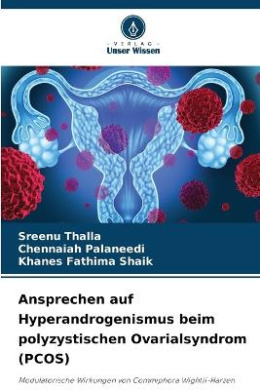 · V E R L A G ·
Unser Wissen
Sreenu Thalla
Chennaiah Palaneedi
Khanes Fathima Shaik
Ansprechen auf
Hyperandrogenismus beim
polyzystischen Ovarialsyndrom
(PCOS)
Modulatorische Wirkungen von Commiphora Wightii-Harzen